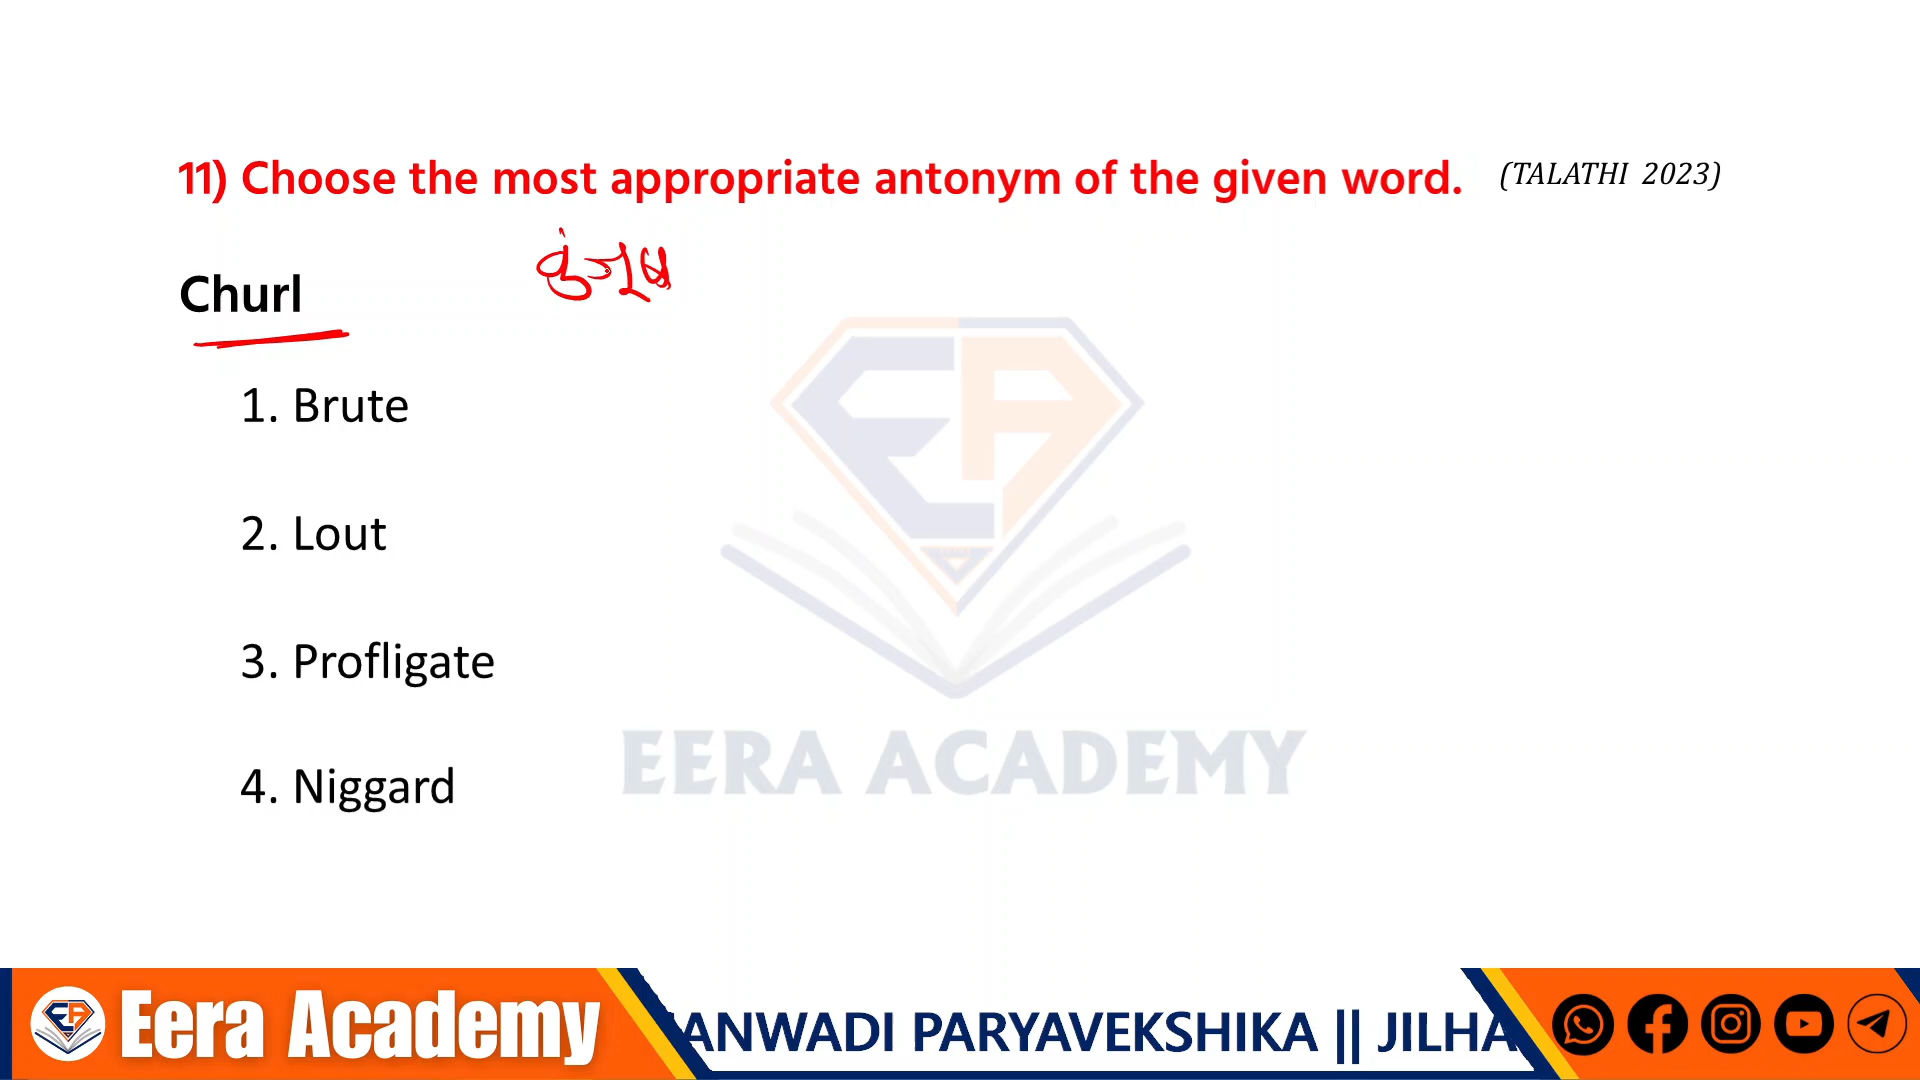 11) Choose the most appropriate antonym of the given word. (TALATHI 2023)
Churl
1. Brute
2. Lout
3. Profligate
4. Niggard
EERA ACADEMY
Eera Academy
ANWADI PARYAVEKSHIKA || JILHA